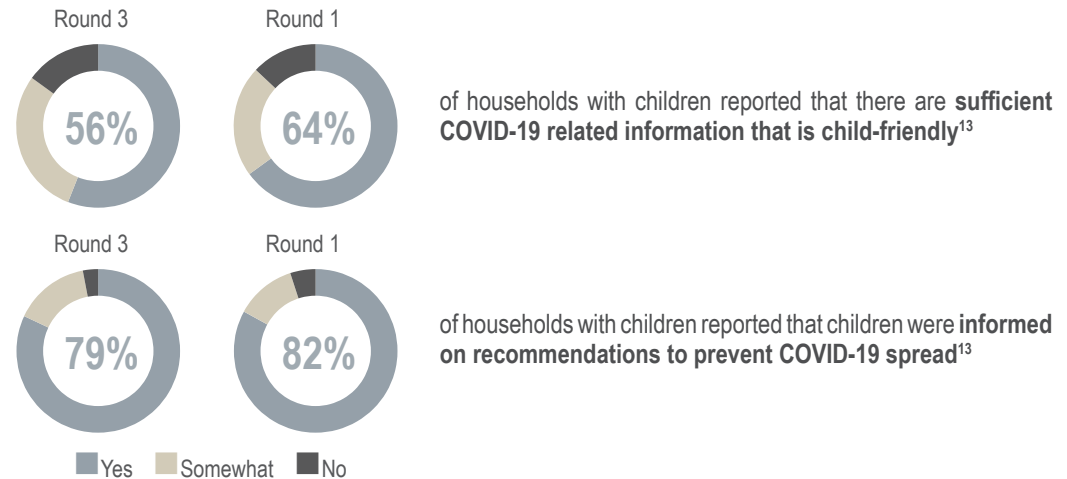 Round 3
Round 1
56%
64%
of households with children reported that there are sufficient
COVID-19 related information that is child-friendly13
Round 3
Round 1
79%
82%
of households with children reported that children were informed
on recommendations to prevent COVID-19 spread13
Yes
Somewhat
No